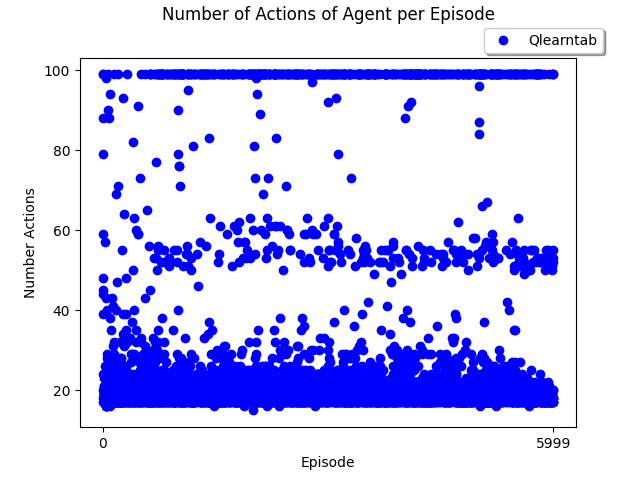 Number of Actions of Agent per Episode
Qlearntab
100
80
60
40
20
Number Actions
0
5999
Episode